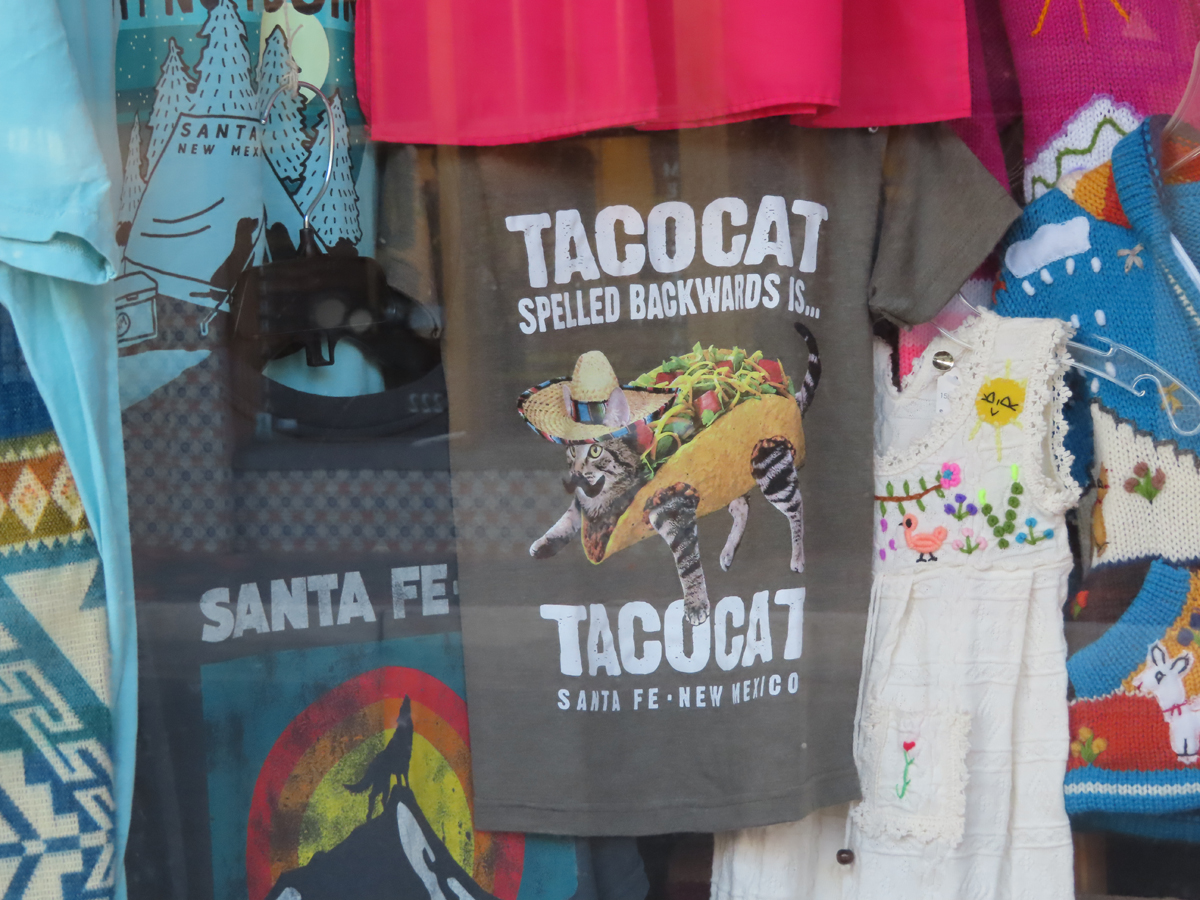 SANTA
NEW MEX
TACOCAT
SPELLED BACKWARDS IS...
TACOCAT
SANTA FE • NEW MEXICO
SANTA FE